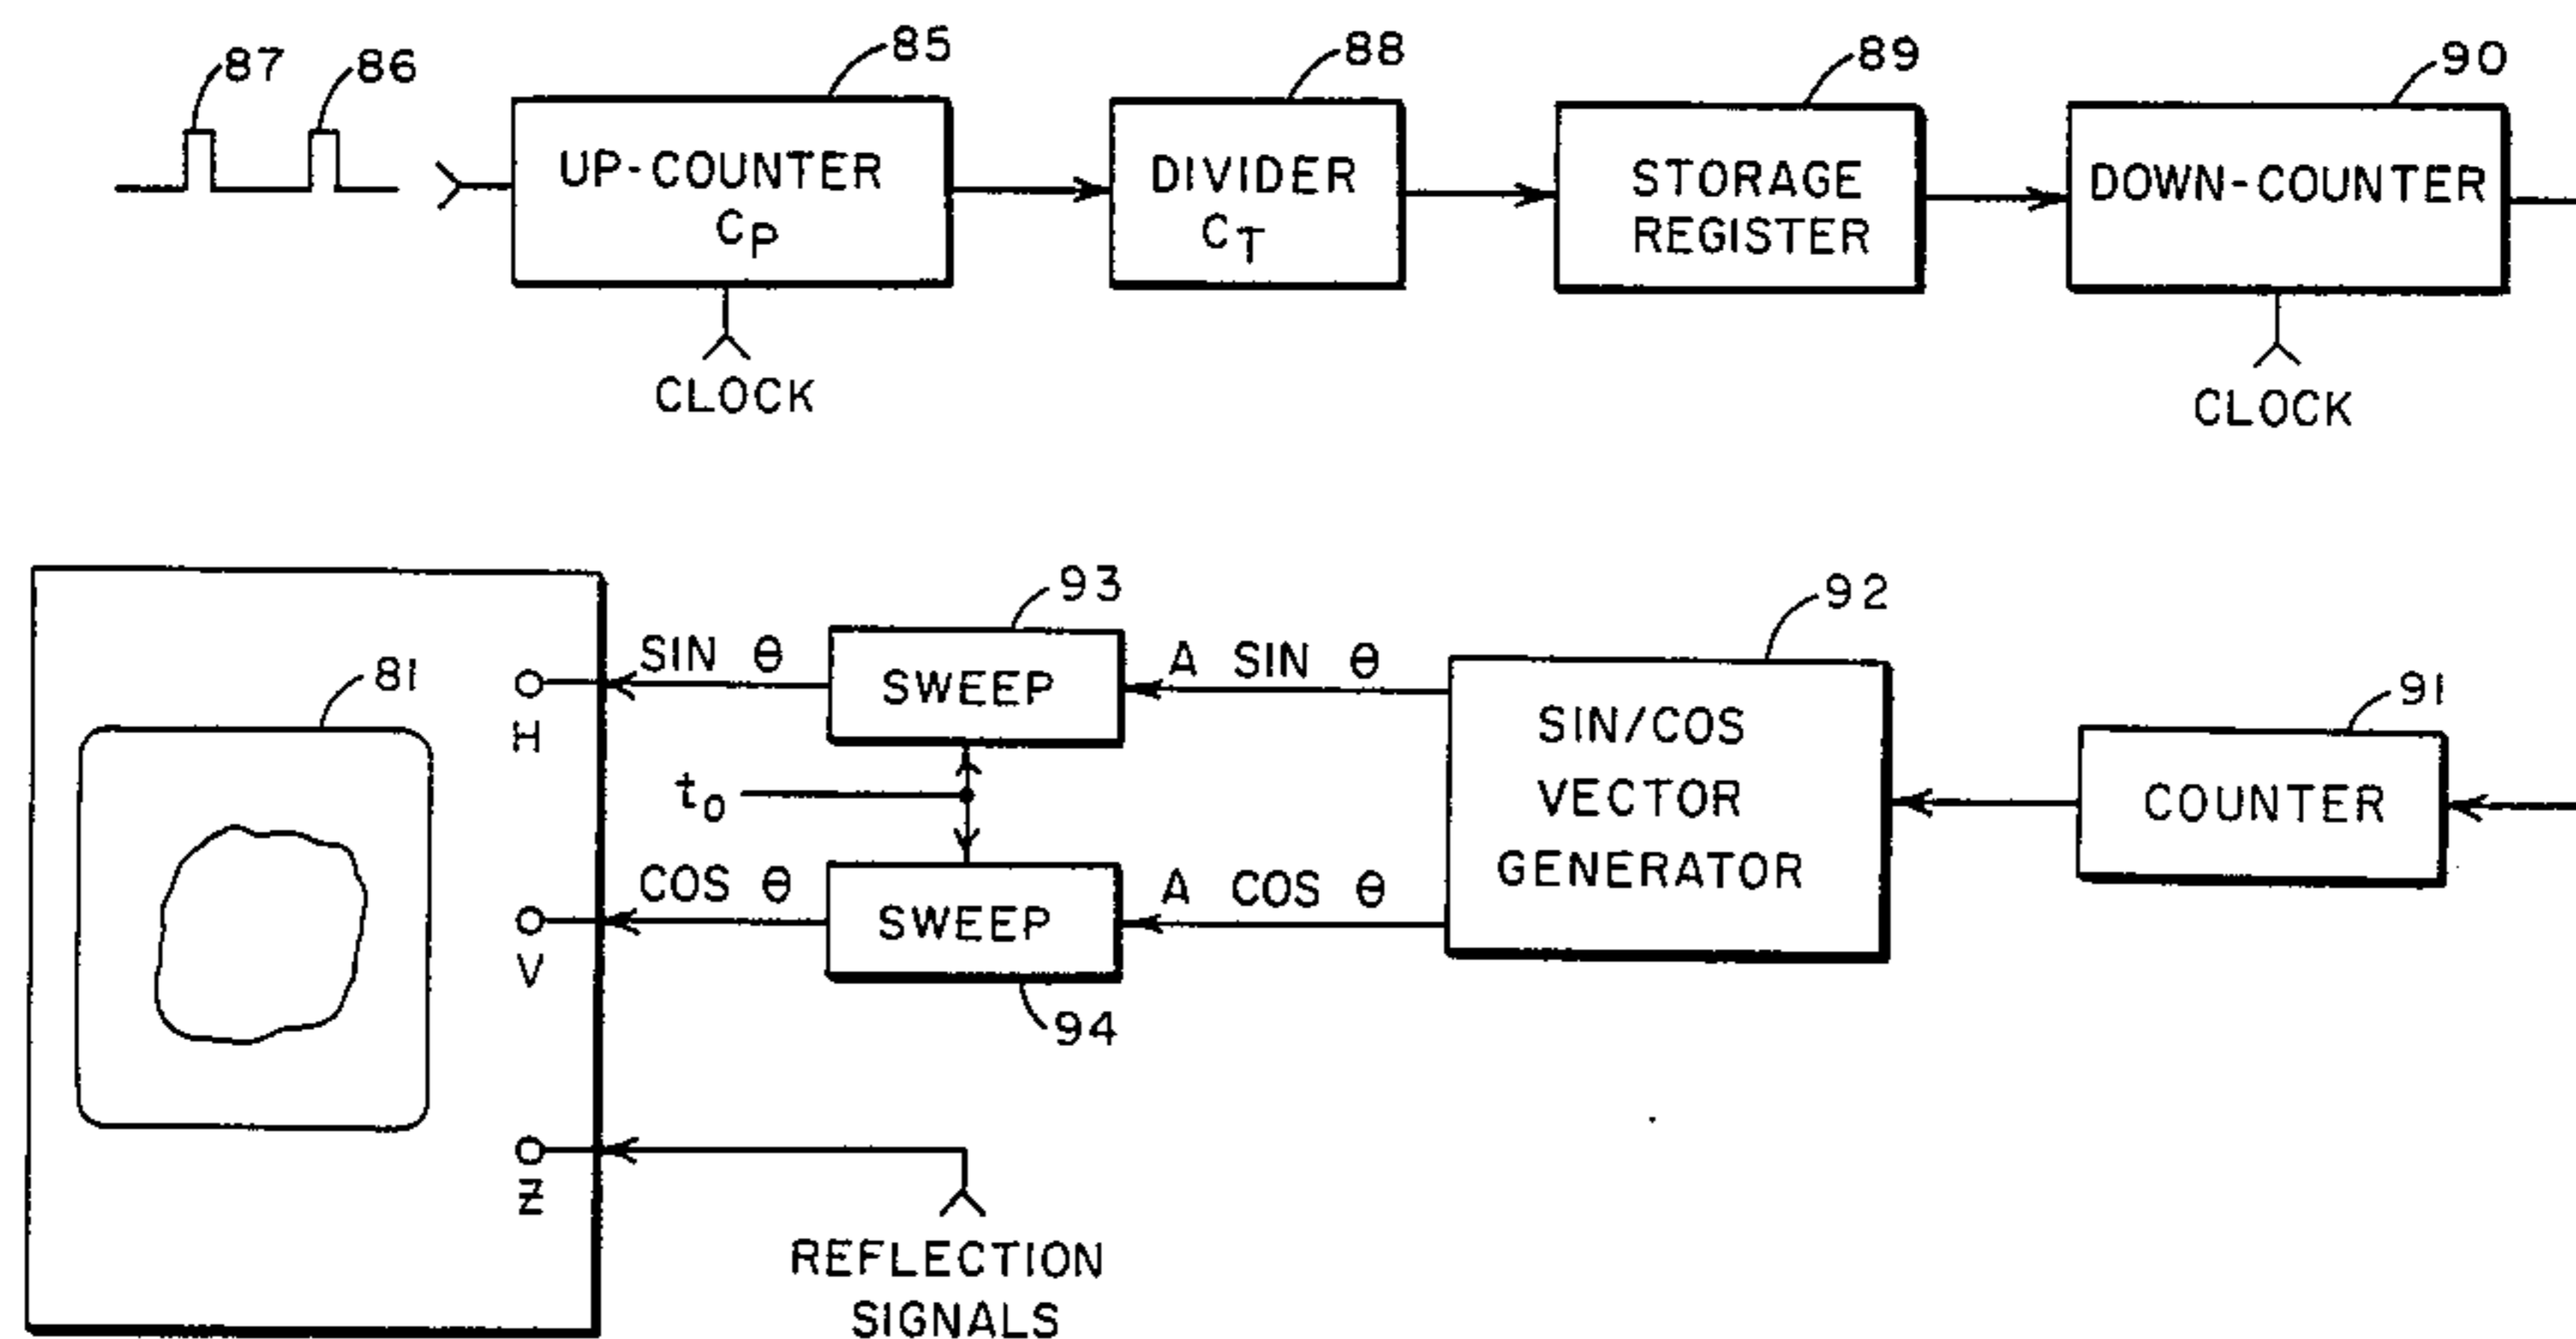 87
86
85
88
89
90
UP-COUNTER
CP
DIVIDER
CT
STORAGE
REGISTER
DOWN-COUNTER
CLOCK
CLOCK
93
92
91
81
SIN θ
SWEEP
A SIN θ
H
t0
SIN/COS
VECTOR
GENERATOR
COUNTER
COS θ
SWEEP
A COS θ
V
94
Z
REFLECTION
SIGNALS